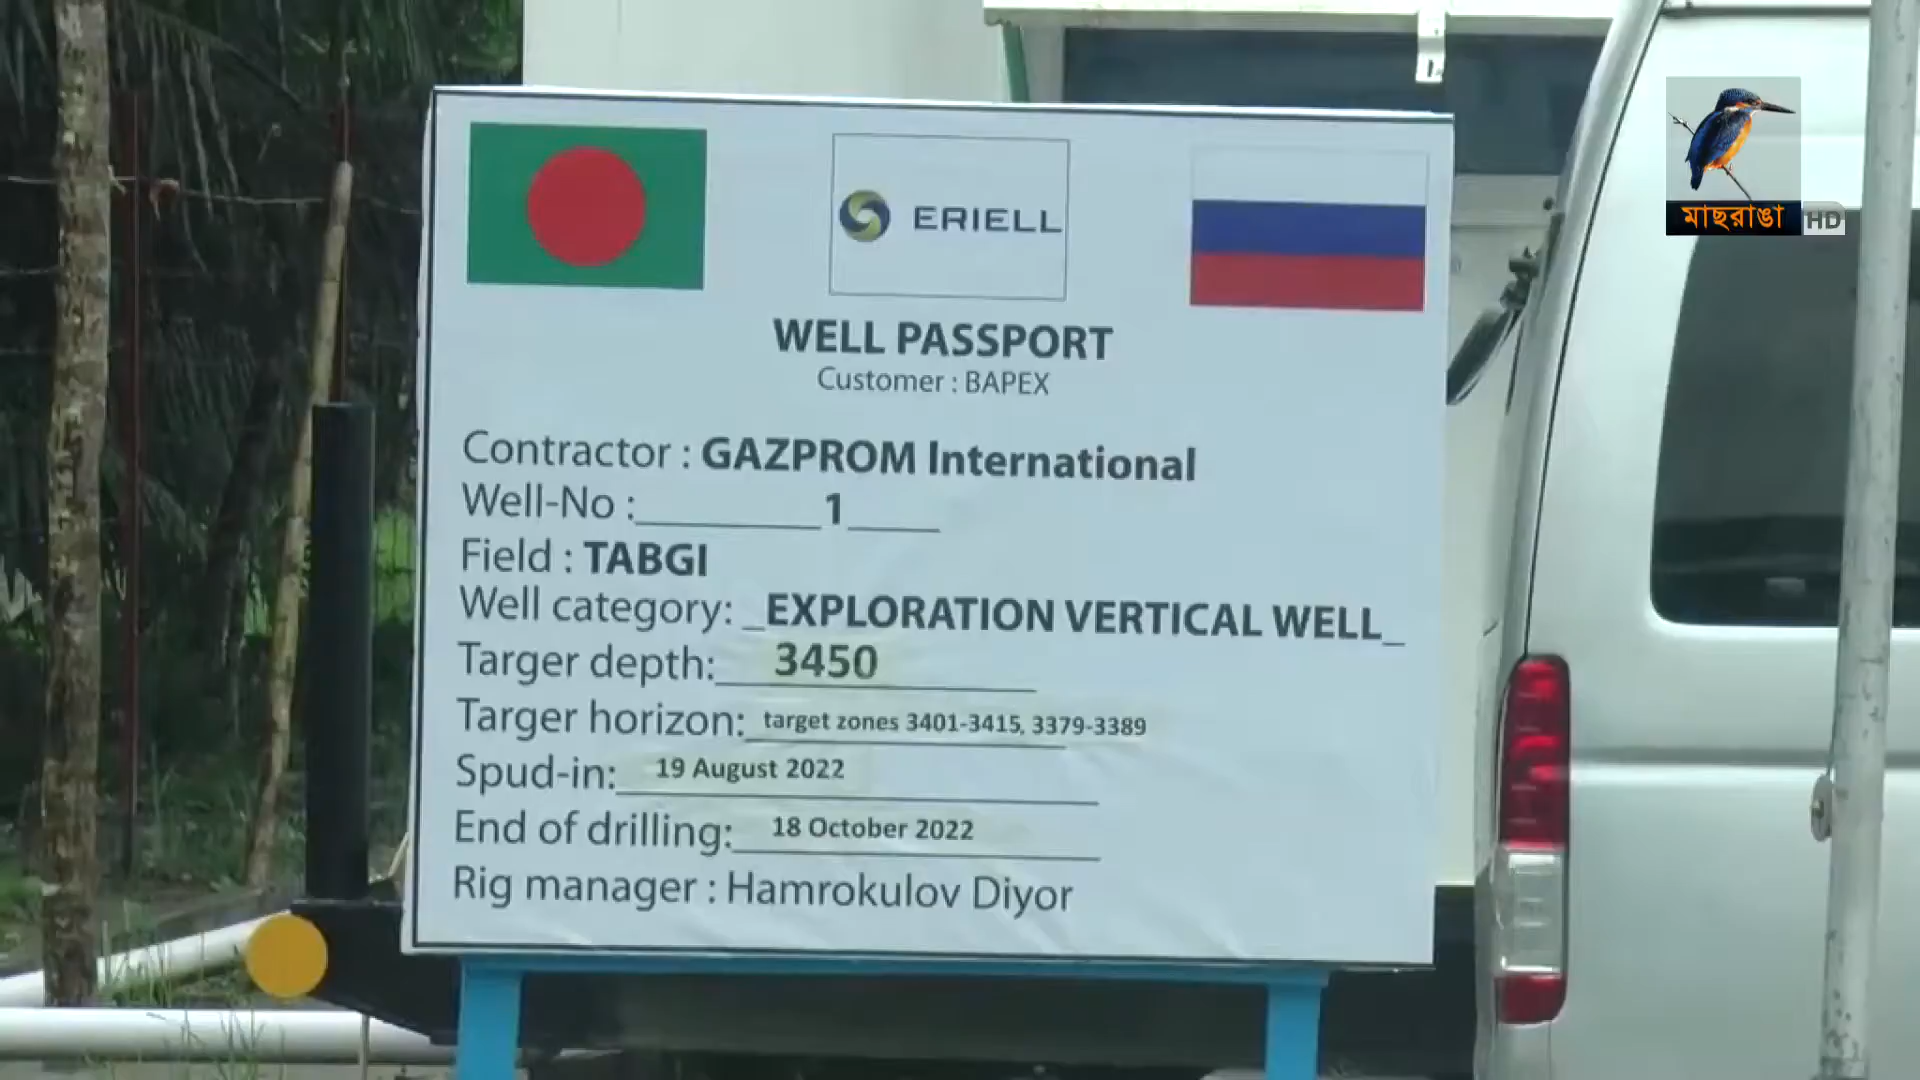 মাছরাঙা HD
ERIELL
WELL PASSPORT
Customer : BAPEX
Contractor : GAZPROM International
Well-No :________1____
Field : TABGI
Well category: _EXPLORATION VERTICAL WELL_
Targer depth: 3450
Targer horizon: target zones 3401-3415, 3379-3389
Spud-in: 19 August 2022
End of drilling: 18 October 2022
Rig manager : Hamrokulov Diyor